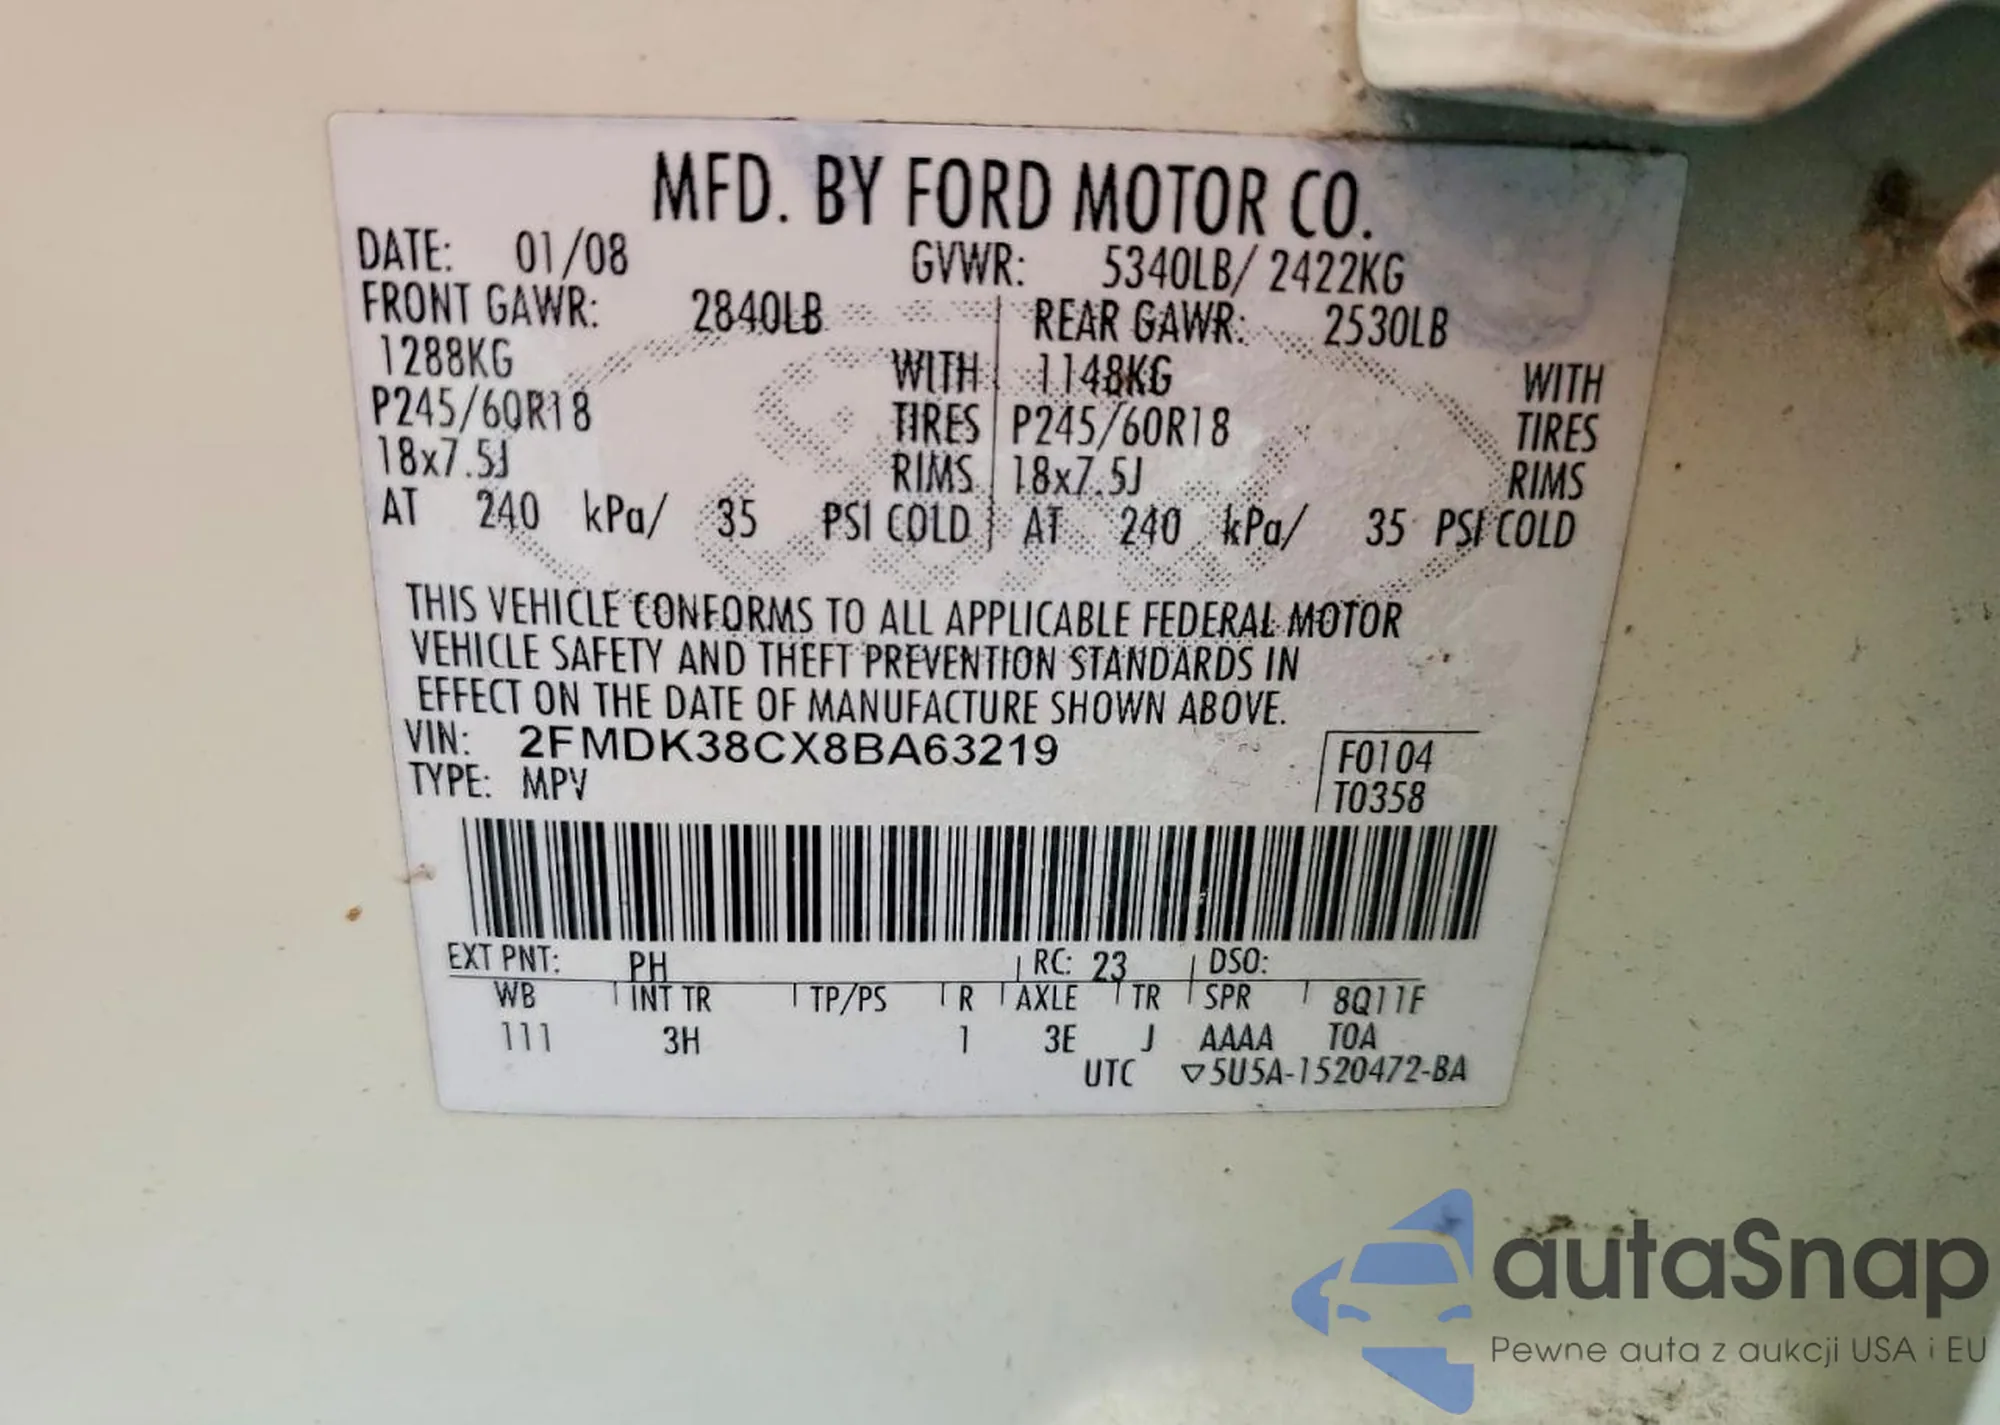 MFD. BY FORD MOTOR CO.
DATE: 01/08 GVWR: 5340LB/ 2422KG
FRONT GAWR: 2840LB REAR GAWR: 2530LB
1288KG WITH 1148KG WITH
P245/60R18 TIRES P245/60R18 TIRES
18x7.5J RIMS 18x7.5J RIMS
AT 240 kPa/ 35 PSI COLD AT 240 kPa/ 35 PSI COLD
THIS VEHICLE CONFORMS TO ALL APPLICABLE FEDERAL MOTOR
VEHICLE SAFETY AND THEFT PREVENTION STANDARDS IN
EFFECT ON THE DATE OF MANUFACTURE SHOWN ABOVE.
VIN: 2FMDK38CX8BA63219 F0104
TYPE: MPV T0358
EXT PNT: PH RC: 23 DSO:
WB INT TR TP/PS R AXLE TR SPR 8Q11F
111 3H 1 3E J AAAA TOA
UTC ▽5U5A-1520472-BA
autaSnap
Pewne auta z aukcji USA i EU